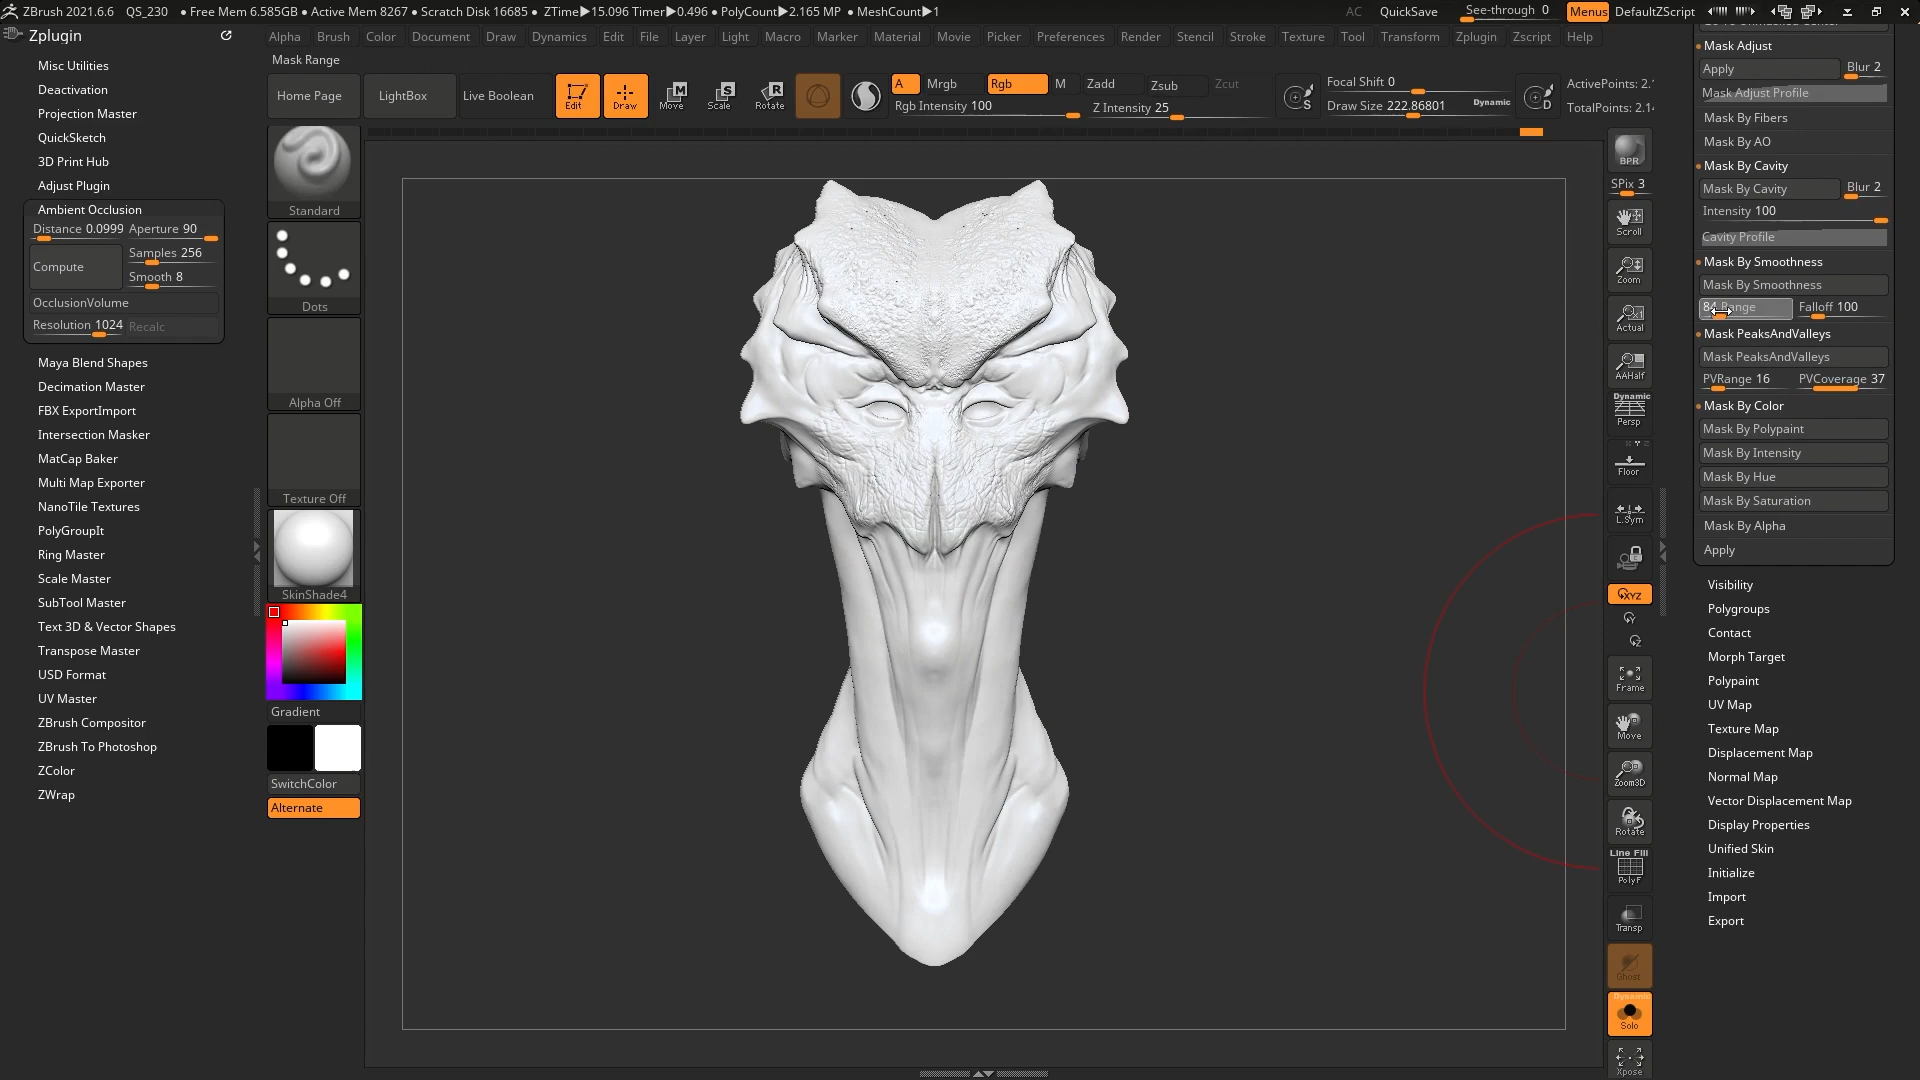 ZBrush 2021.6.6 QS_230 • Free Mem 6.585GB • Active Mem 8267 • Scratch Disk 16685 • ZTime▶15.096 Timer▶0.496 • PolyCount▶2.165 MP • MeshCount▶1 AC QuickSave See-through 0 Menus DefaultZScript
Zplugin
Alpha Brush Color Document Draw Dynamics Edit File Layer Light Macro Marker Material Movie Picker Preferences Render Stencil Stroke Texture Tool Transform Zplugin Zscript Help
Mask Range
Home Page LightBox Live Boolean Edit Draw Move Scale Rotate
A Mrgb Rgb M Zadd Zsub Zcut
Rgb Intensity 100 Z Intensity 25
Focal Shift 0
Draw Size 222.86801 Dynamic
ActivePoints: 2.
TotalPoints: 2.14
Misc Utilities
Deactivation
Projection Master
QuickSketch
3D Print Hub
Adjust Plugin
Ambient Occlusion
Distance 0.0999 Aperture 90
Compute
Samples 256
Smooth 8
OcclusionVolume
Resolution 1024 Recalc
Maya Blend Shapes
Decimation Master
FBX ExportImport
Intersection Masker
MatCap Baker
Multi Map Exporter
NanoTile Textures
PolyGroupIt
Ring Master
Scale Master
SubTool Master
Text 3D & Vector Shapes
Transpose Master
USD Format
UV Master
ZBrush Compositor
ZBrush To Photoshop
ZColor
ZWrap
Standard
Dots
Alpha Off
Texture Off
SkinShade4
Gradient
SwitchColor
Alternate
BPR
SPix 3
Scroll
Zoom
Actual
AAHalf
Dynamic
Persp
Floor
L.Sym
XYZ
Y
Z
Frame
Move
Zoom3D
Rotate
Line Fill
PolyF
Transp
Ghost
Dynamic
Solo
Xpose
Mask Adjust
Apply Blur 2
Mask Adjust Profile
Mask By Fibers
Mask By AO
Mask By Cavity
Mask By Cavity Blur 2
Intensity 100
Cavity Profile
Mask By Smoothness
Mask By Smoothness
84 Range Falloff 100
Mask PeaksAndValleys
Mask PeaksAndValleys
PVRange 16 PVCoverage 37
Mask By Color
Mask By Polypaint
Mask By Intensity
Mask By Hue
Mask By Saturation
Mask By Alpha
Apply
Visibility
Polygroups
Contact
Morph Target
Polypaint
UV Map
Texture Map
Displacement Map
Normal Map
Vector Displacement Map
Display Properties
Unified Skin
Initialize
Import
Export